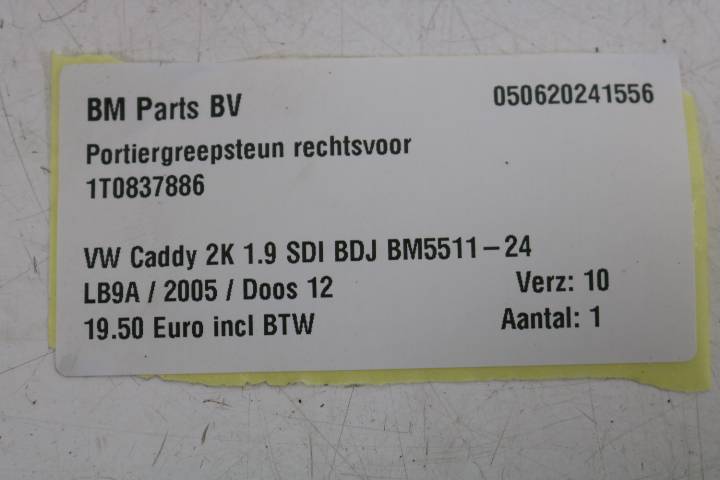 BM Parts BV 050620241556
Portiergreepsteun rechtsvoor
1T0837886
VW Caddy 2K 1.9 SDI BDJ BM5511-24
LB9A / 2005 / Doos 12 Verz: 10
19.50 Euro incl BTW Aantal: 1